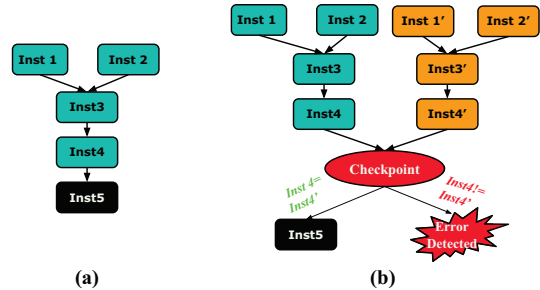 Inst 1
Inst 2
Inst3
Inst4
Inst5
(a)
Inst 1
Inst 2
Inst 1’
Inst 2’
Inst3
Inst3’
Inst4
Inst4’
Checkpoint
Inst 4=
Inst4’
Inst4!=
Inst4’
Inst5
Error
Detected
(b)